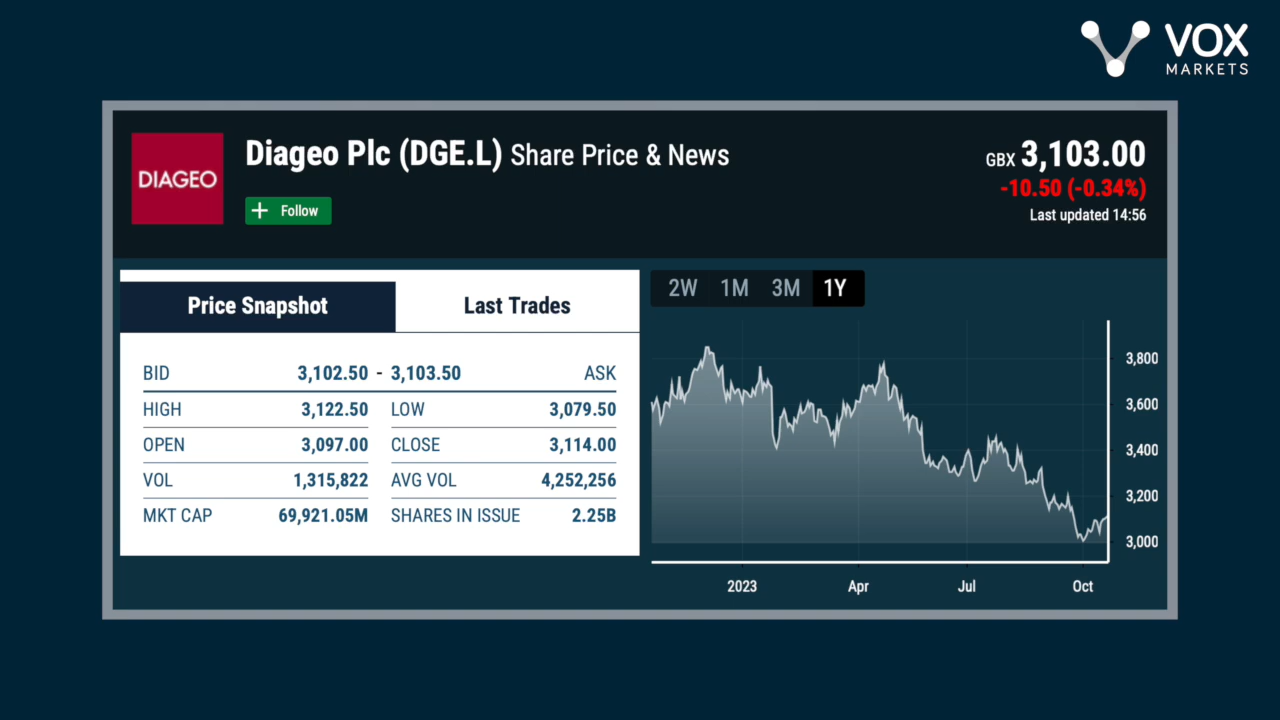 VOX
MARKETS
DIAGEO
Diageo Plc (DGE.L) Share Price & News
+ Follow
GBX 3,103.00
-10.50 (-0.34%)
Last updated 14:56
Price Snapshot Last Trades
BID 3,102.50 - 3,103.50 ASK
HIGH 3,122.50 LOW 3,079.50
OPEN 3,097.00 CLOSE 3,114.00
VOL 1,315,822 AVG VOL 4,252,256
MKT CAP 69,921.05M SHARES IN ISSUE 2.25B
2W 1M 3M 1Y
3,800
3,600
3,400
3,200
3,000
2023 Apr Jul Oct